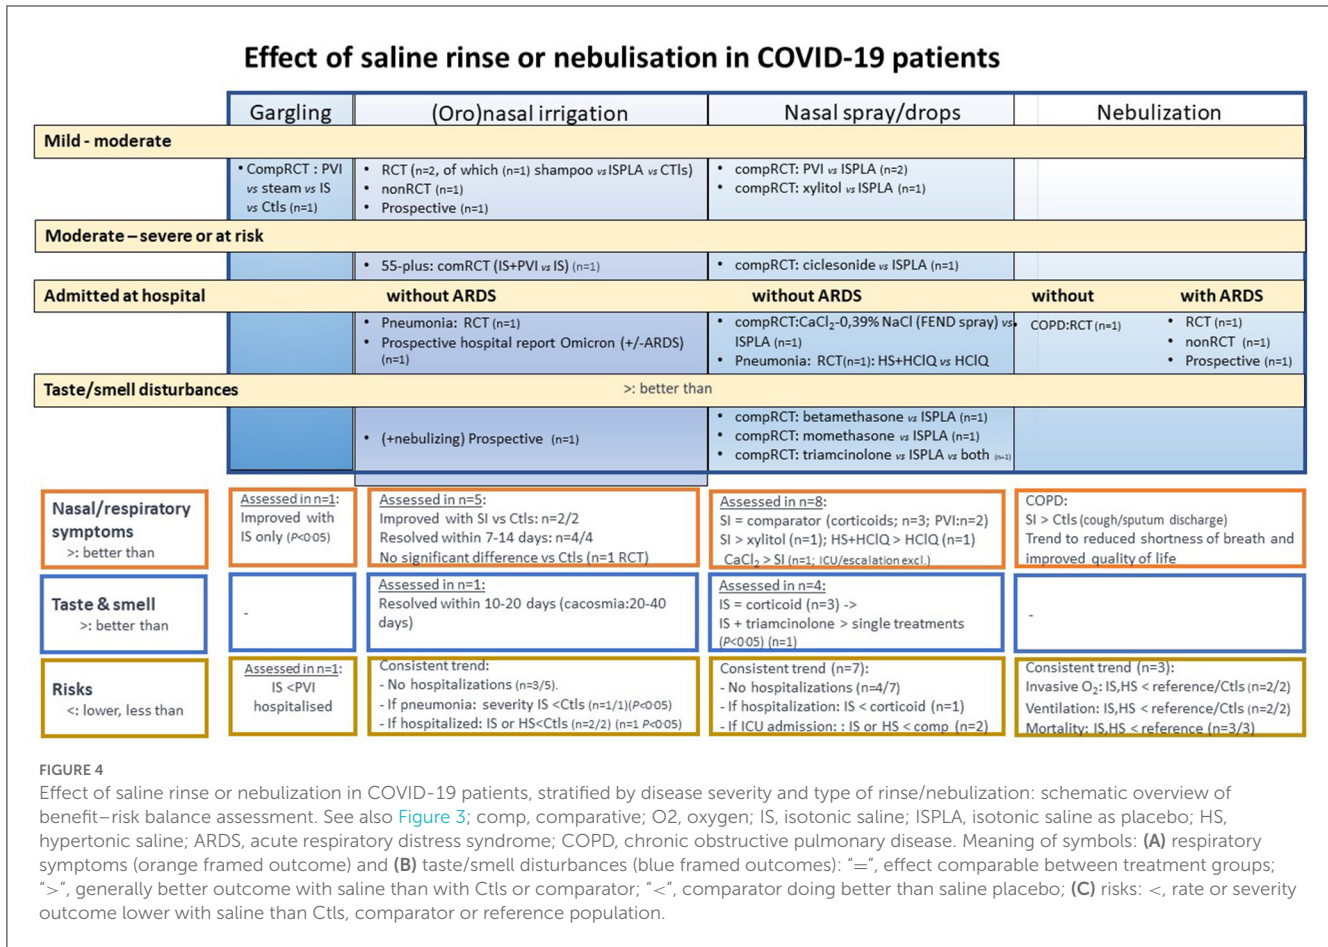 Effect of saline rinse or nebulisation in COVID-19 patients
Gargling
(Oro)nasal irrigation
Nasal spray/drops
Nebulization
Mild - moderate
• CompRCT : PVI
vs steam vs IS
vs Ctls (n=1)
• RCT (n=2, of which (n=1) shampoo vs ISPLA vs CTls)
• nonRCT (n=1)
• Prospective (n=1)
• compRCT: PVI vs ISPLA (n=2)
• compRCT: xylitol vs ISPLA (n=1)
Moderate – severe or at risk
• 55-plus: comRCT (IS+PVI vs IS) (n=1)
• compRCT: ciclesonide vs ISPLA (n=1)
Admitted at hospital
without ARDS
without ARDS
without
with ARDS
• Pneumonia: RCT (n=1)
• Prospective hospital report Omicron (+/-ARDS)
(n=1)
• compRCT:CaCl₂-0,39% NaCl (FEND spray) vs
ISPLA (n=1)
• Pneumonia: RCT(n=1): HS+HClQ vs HClQ
• COPD:RCT (n=1)
• RCT (n=1)
• nonRCT (n=1)
• Prospective (n=1)
Taste/smell disturbances
>: better than
• (+nebulizing) Prospective (n=1)
• compRCT: betamethasone vs ISPLA (n=1)
• compRCT: momethasone vs ISPLA (n=1)
• compRCT: triamcinolone vs ISPLA vs both (n=1)
Nasal/respiratory
symptoms
>: better than
Assessed in n=1:
Improved with
IS only (P<0·05)
Assessed in n=5:
Improved with SI vs Ctls: n=2/2
Resolved within 7-14 days: n=4/4
No significant difference vs Ctls (n=1 RCT)
Assessed in n=8:
SI = comparator (corticoids; n=3; PVI:n=2)
SI > xylitol (n=1); HS+HClQ > HClQ (n=1)
CaCl₂ > SI (n=1; ICU/escalation excl.)
COPD:
SI > Ctls (cough/sputum discharge)
Trend to reduced shortness of breath and
improved quality of life
Taste & smell
>: better than
-
Assessed in n=1:
Resolved within 10-20 days (cacosmia:20-40
days)
Assessed in n=4:
IS = corticoid (n=3) ->
IS + triamcinolone > single treatments
(P<0·05) (n=1)
-
Risks
<: lower, less than
Assessed in n=1:
IS <PVI
hospitalised
Consistent trend:
- No hospitalizations (n=3/5).
- If pneumonia: severity IS <Ctls (n=1/1)(P<0·05)
- If hospitalized: IS or HS<Ctls (n=2/2) (n=1 P<0·05)
Consistent trend (n=7):
- No hospitalizations (n=4/7)
- If hospitalization: IS < corticoid (n=1)
- If ICU admission: : IS or HS < comp (n=2)
Consistent trend (n=3):
Invasive O₂: IS,HS < reference/Ctls (n=2/2)
Ventilation: IS,HS < reference/Ctls (n=2/2)
Mortality: IS,HS < reference (n=3/3)
FIGURE 4
Effect of saline rinse or nebulization in COVID-19 patients, stratified by disease severity and type of rinse/nebulization: schematic overview of
benefit–risk balance assessment. See also Figure 3; comp, comparative; O2, oxygen; IS, isotonic saline; ISPLA, isotonic saline as placebo; HS,
hypertonic saline; ARDS, acute respiratory distress syndrome; COPD, chronic obstructive pulmonary disease. Meaning of symbols: (A) respiratory
symptoms (orange framed outcome) and (B) taste/smell disturbances (blue framed outcomes): "=", effect comparable between treatment groups;
">", generally better outcome with saline than with Ctls or comparator; "<", comparator doing better than saline placebo; (C) risks: <, rate or severity
outcome lower with saline than Ctls, comparator or reference population.